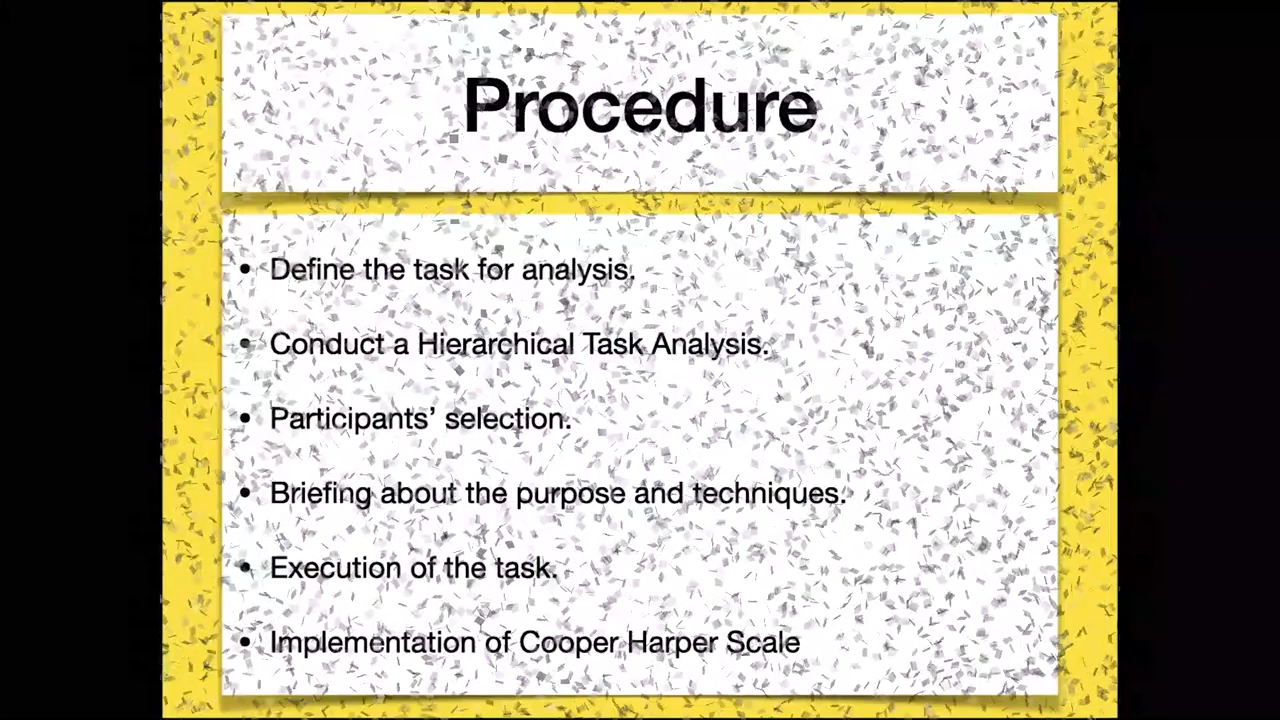 Procedure
• Define the task for analysis.
• Conduct a Hierarchical Task Analysis.
• Participants’ selection.
• Briefing about the purpose and techniques.
• Execution of the task.
• Implementation of Cooper Harper Scale